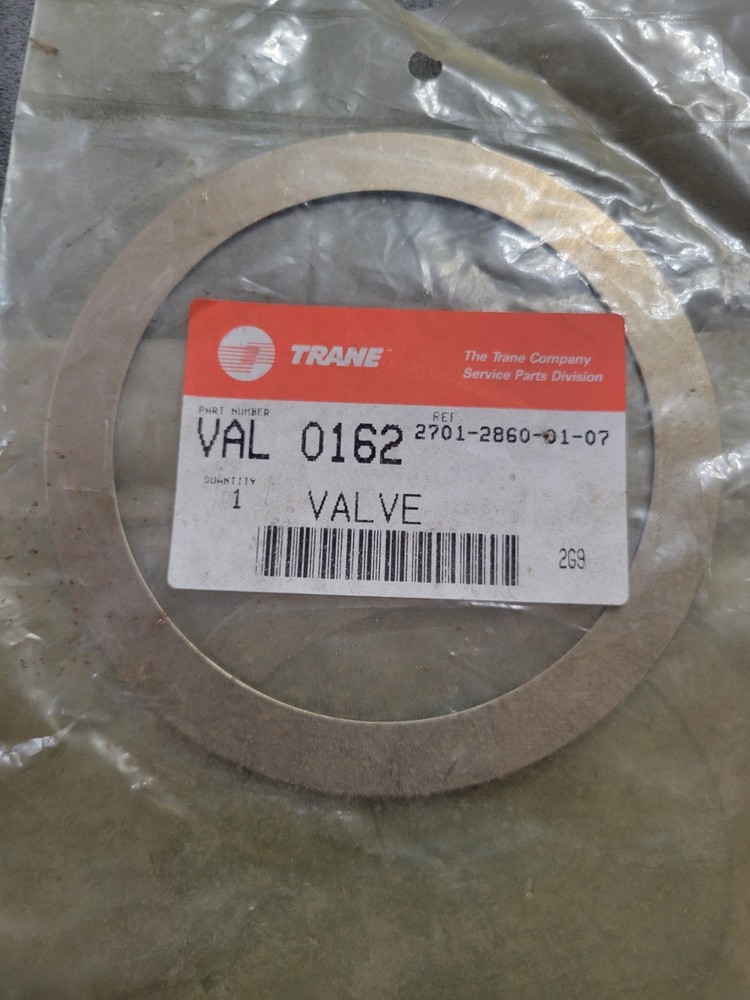 TRANE
The Trane Company
Service Parts Division
PART NUMBER REF
VAL 0162 2701-2860-01-07
QUANTITY
1 VALVE
2G9